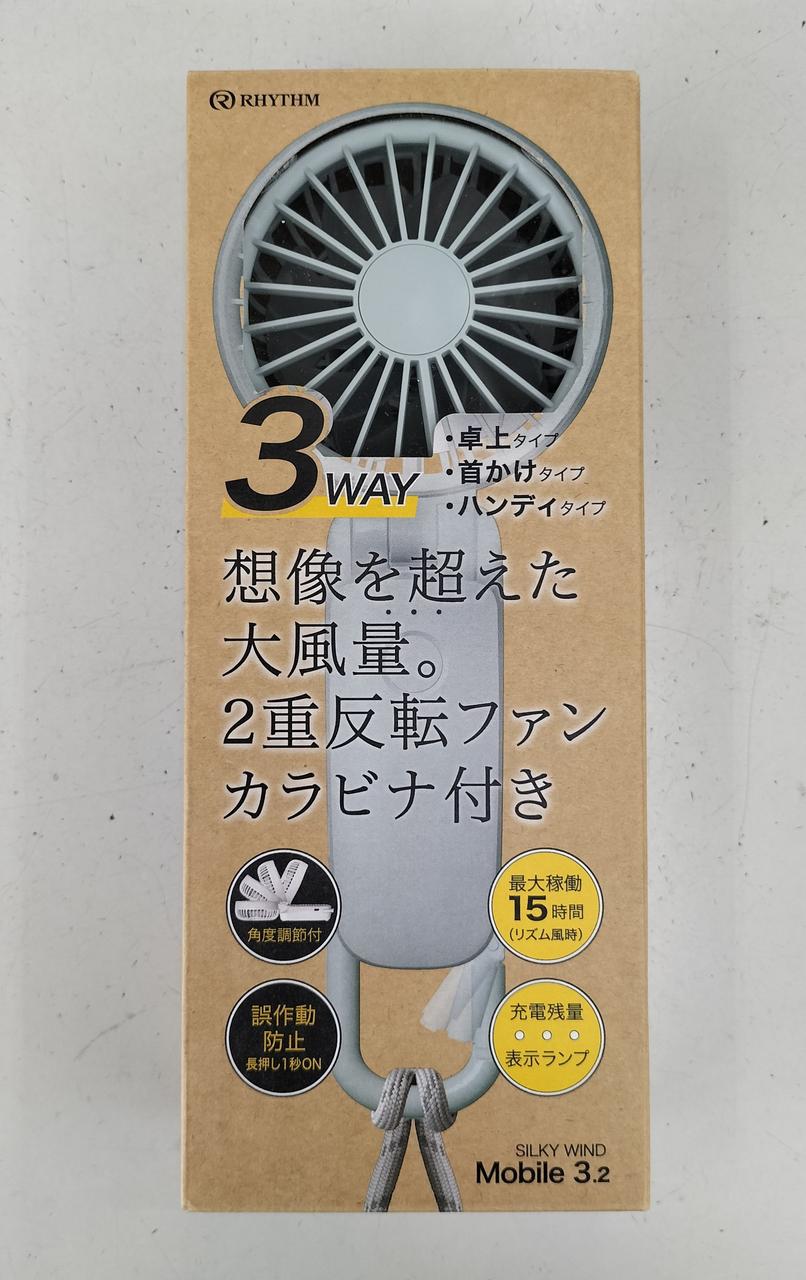 RHYTHM
3WAY
・卓上タイプ
・首かけタイプ
・ハンディタイプ
想像を超えた
大風量。
2重反転ファン
カラビナ付き
角度調節付
最大稼働
15時間
(リズム風時)
誤作動
防止
長押し1秒ON
充電残量
表示ランプ
SILKY WIND
Mobile 3.2